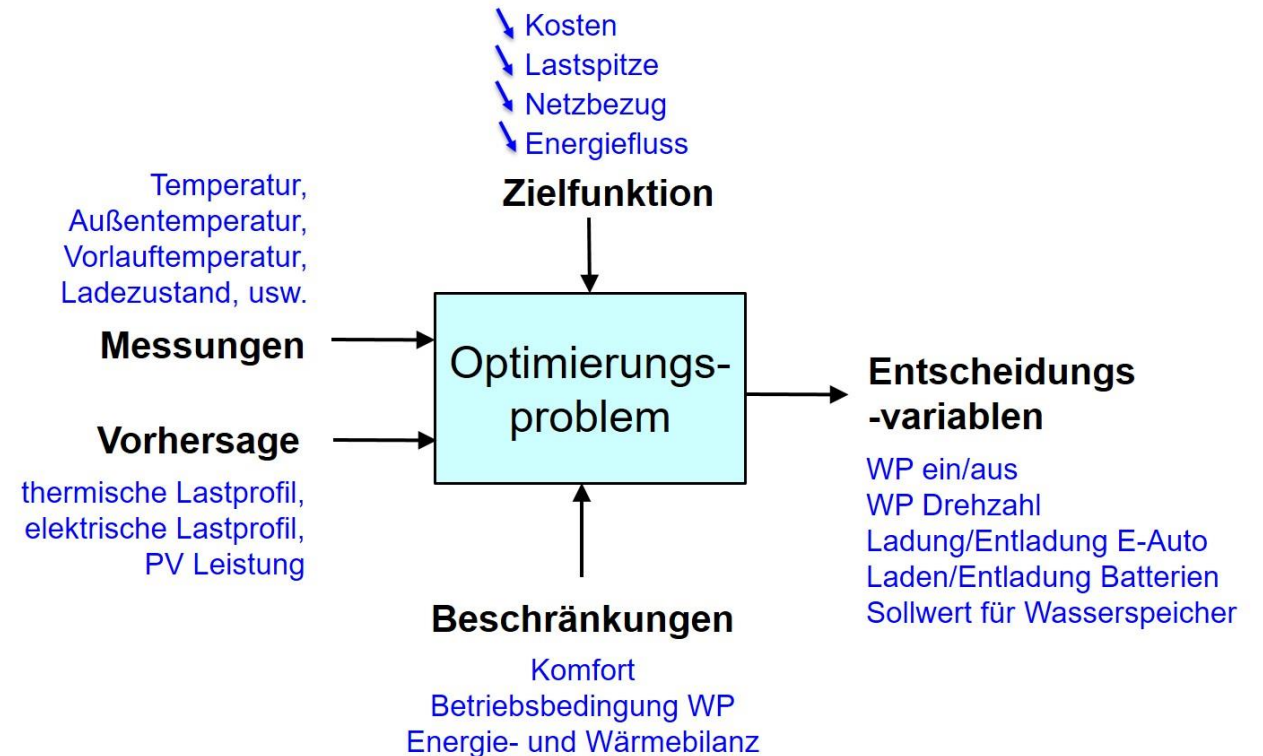 Kosten
Lastspitze
Netzbezug
Energiefluss
Zielfunktion
Temperatur,
Außentemperatur,
Vorlauftemperatur,
Ladezustand, usw.
Messungen
Vorhersage
thermische Lastprofil,
elektrische Lastprofil,
PV Leistung
Optimierungs-
problem
Entscheidungs
-variablen
WP ein/aus
WP Drehzahl
Ladung/Entladung E-Auto
Laden/Entladung Batterien
Sollwert für Wasserspeicher
Beschränkungen
Komfort
Betriebsbedingung WP
Energie- und Wärmebilanz